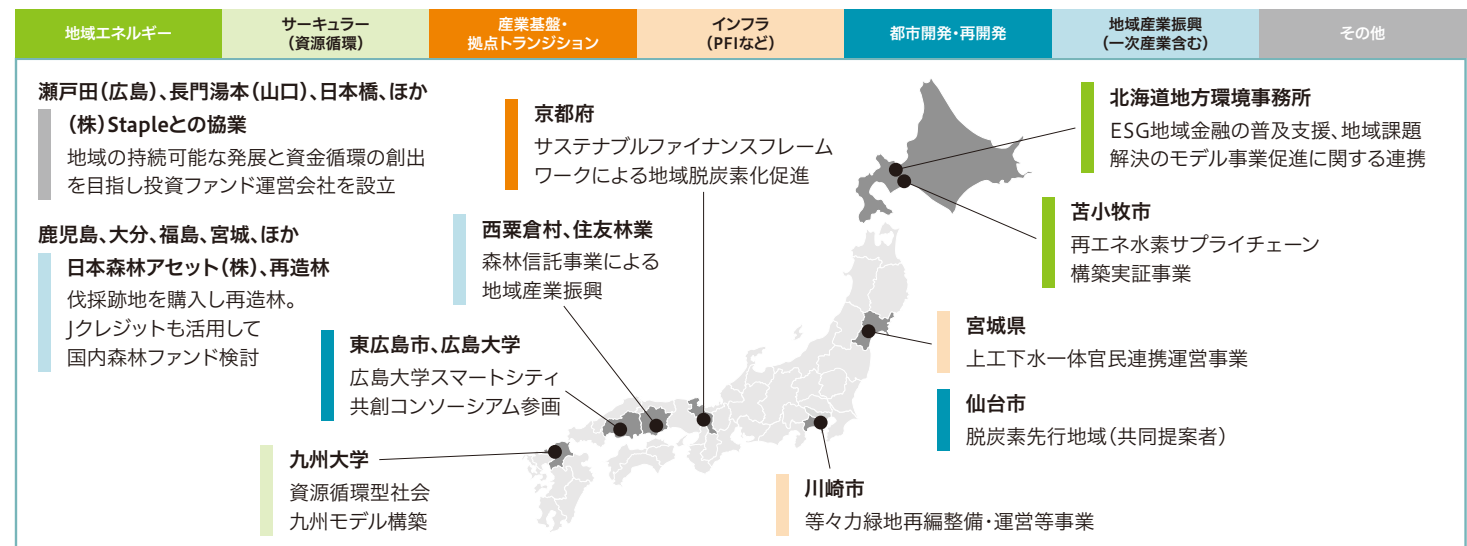 地域エネルギー
サーキュラー
(資源循環)
産業基盤・
拠点トランジション
インフラ
(PFIなど)
都市開発・再開発
地域産業振興
(一次産業含む)
その他
瀬戸田(広島)、長門湯本(山口)、日本橋、ほか
(株)Stapleとの協業
地域の持続可能な発展と資金循環の創出
を目指し投資ファンド運営会社を設立
鹿児島、大分、福島、宮城、ほか
日本森林アセット(株)、再造林
伐採跡地を購入し再造林。
Jクレジットも活用して
国内森林ファンド検討
京都府
サステナブルファイナンスフレーム
ワークによる地域脱炭素化促進
西粟倉村、住友林業
森林信託事業による
地域産業振興
東広島市、広島大学
広島大学スマートシティ
共創コンソーシアム参画
九州大学
資源循環型社会
九州モデル構築
北海道地方環境事務所
ESG地域金融の普及支援、地域課題
解決のモデル事業促進に関する連携
苫小牧市
再エネ水素サプライチェーン
構築実証事業
宮城県
上工下水一体官民連携運営事業
仙台市
脱炭素先行地域(共同提案者)
川崎市
等々力緑地再編整備・運営等事業